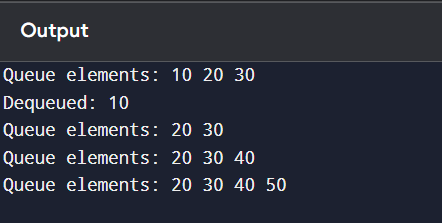 Output
Queue elements: 10 20 30
Dequeued: 10
Queue elements: 20 30
Queue elements: 20 30 40
Queue elements: 20 30 40 50